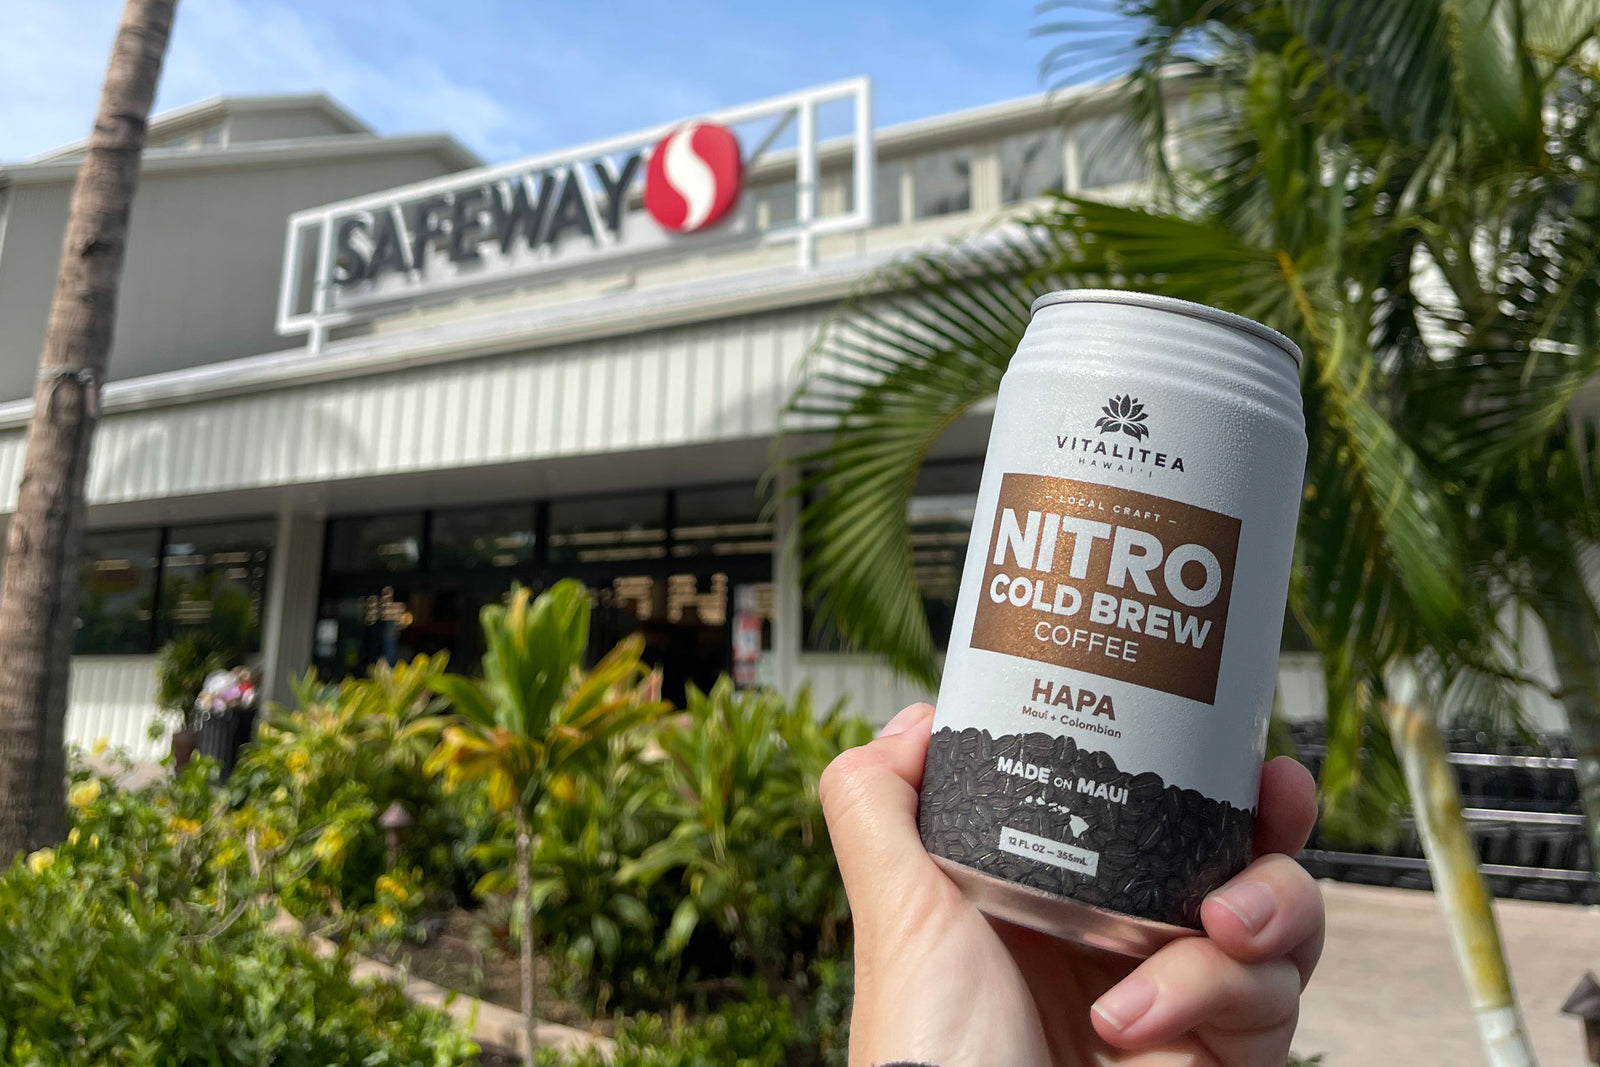 SAFEWAY
VITALITEA
HAWAI'I
— LOCAL CRAFT —
NITRO
COLD BREW
COFFEE
HAPA
Maui + Colombian
MADE ON MAUI
12 FL OZ — 355mL